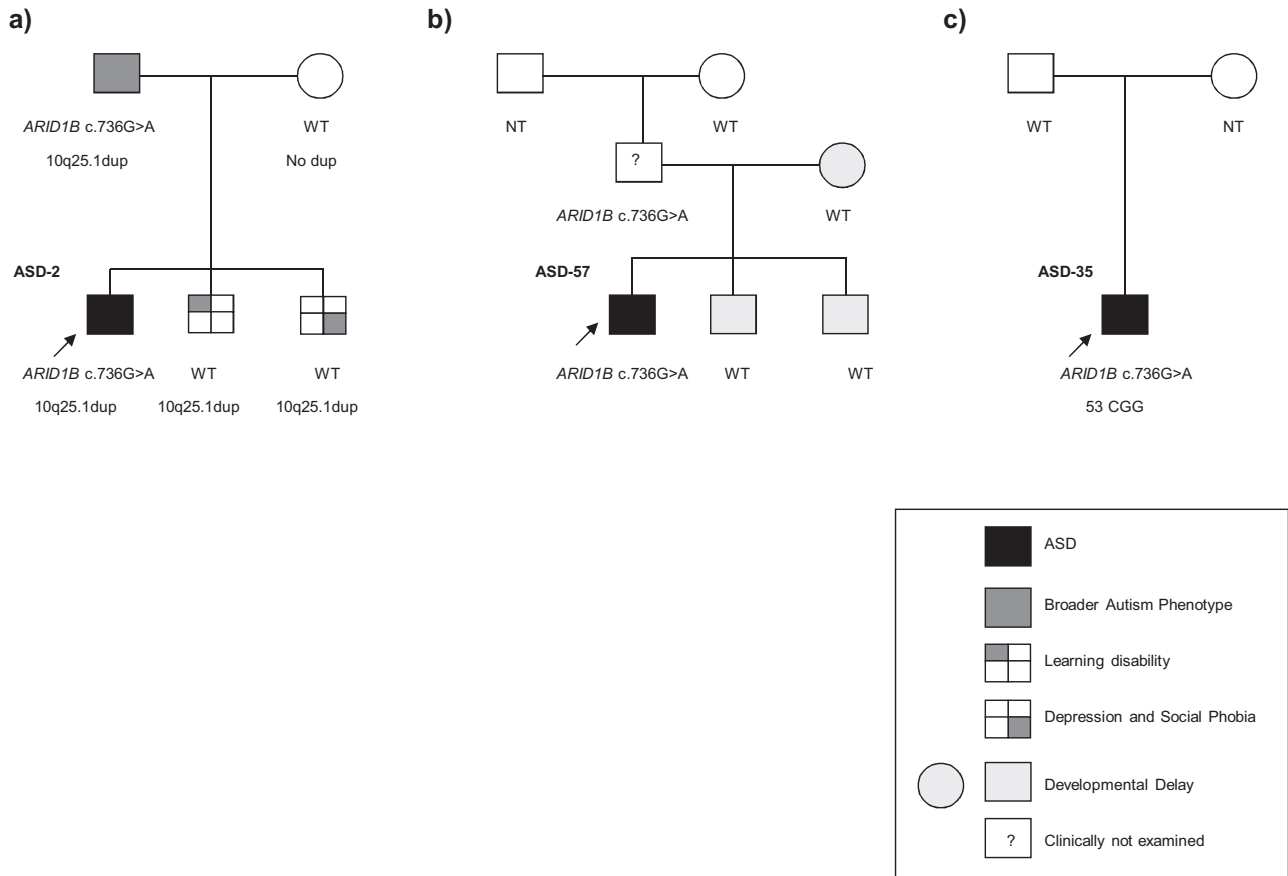 a)
ARID1B c.736G>A
WT
10q25.1dup
No dup
ASD-2
ARID1B c.736G>A
WT
WT
10q25.1dup
10q25.1dup
10q25.1dup
b)
NT
WT
?
ARID1B c.736G>A
WT
ASD-57
ARID1B c.736G>A
WT
WT
c)
WT
NT
ASD-35
ARID1B c.736G>A
53 CGG
ASD
Broader Autism Phenotype
Learning disability
Depression and Social Phobia
Developmental Delay
?
Clinically not examined